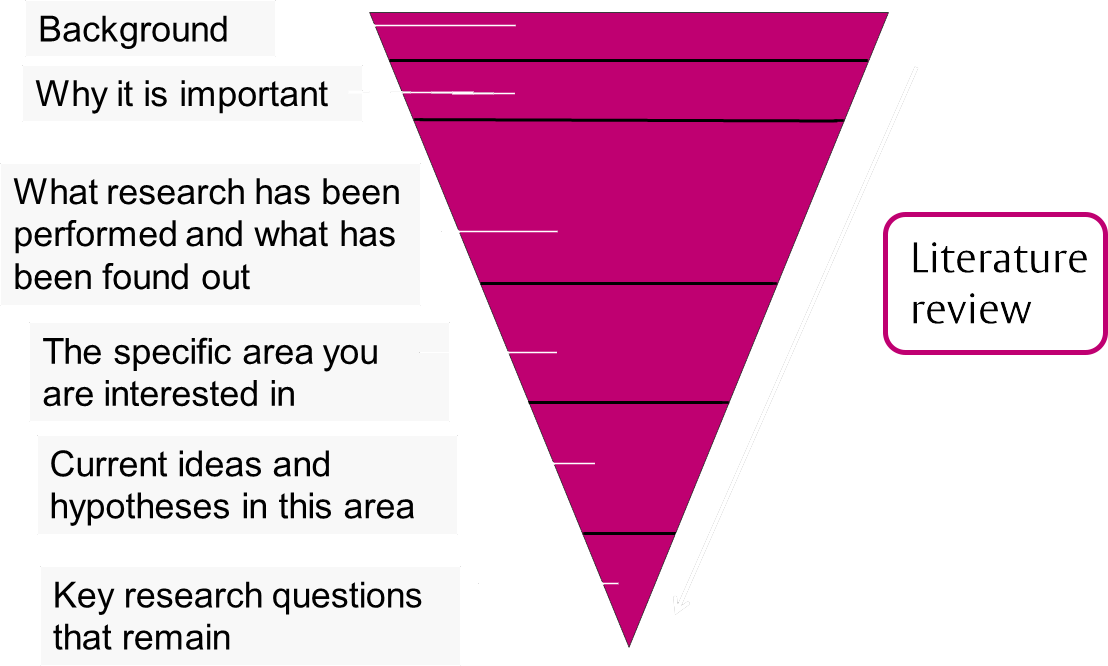 Background
Why it is important
What research has been
performed and what has
been found out
The specific area you
are interested in
Current ideas and
hypotheses in this area
Key research questions
that remain
Literature
review